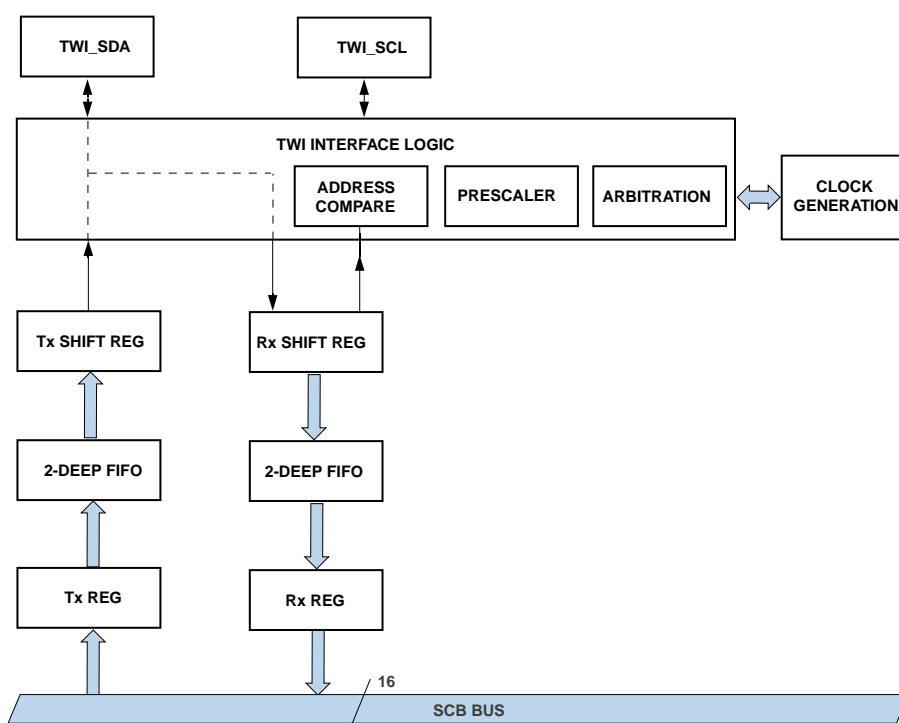 TWI_SDA
TWI_SCL
TWI INTERFACE LOGIC
ADDRESS
COMPARE
PRESCALER
ARBITRATION
CLOCK
GENERATION
Tx SHIFT REG
Rx SHIFT REG
2-DEEP FIFO
2-DEEP FIFO
Tx REG
Rx REG
16
SCB BUS